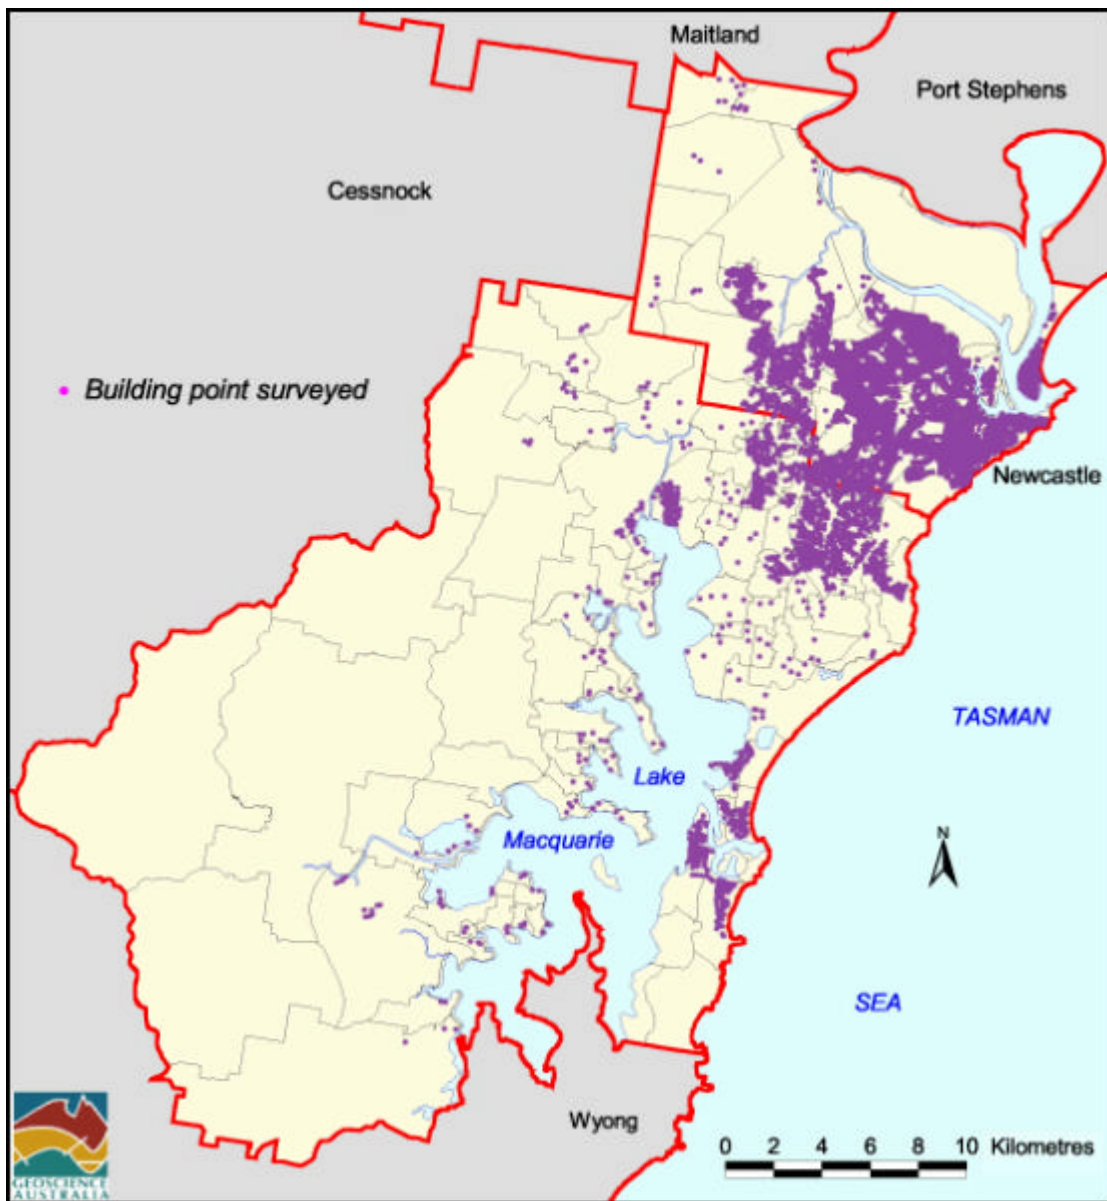 Maitland
Port Stephens
Cessnock
Building point surveyed
Newcastle
TASMAN
Lake
Macquarie
N
SEA
Wyong
0 2 4 6 8 10 Kilometres
GEOSCIENCE
AUSTRALIA